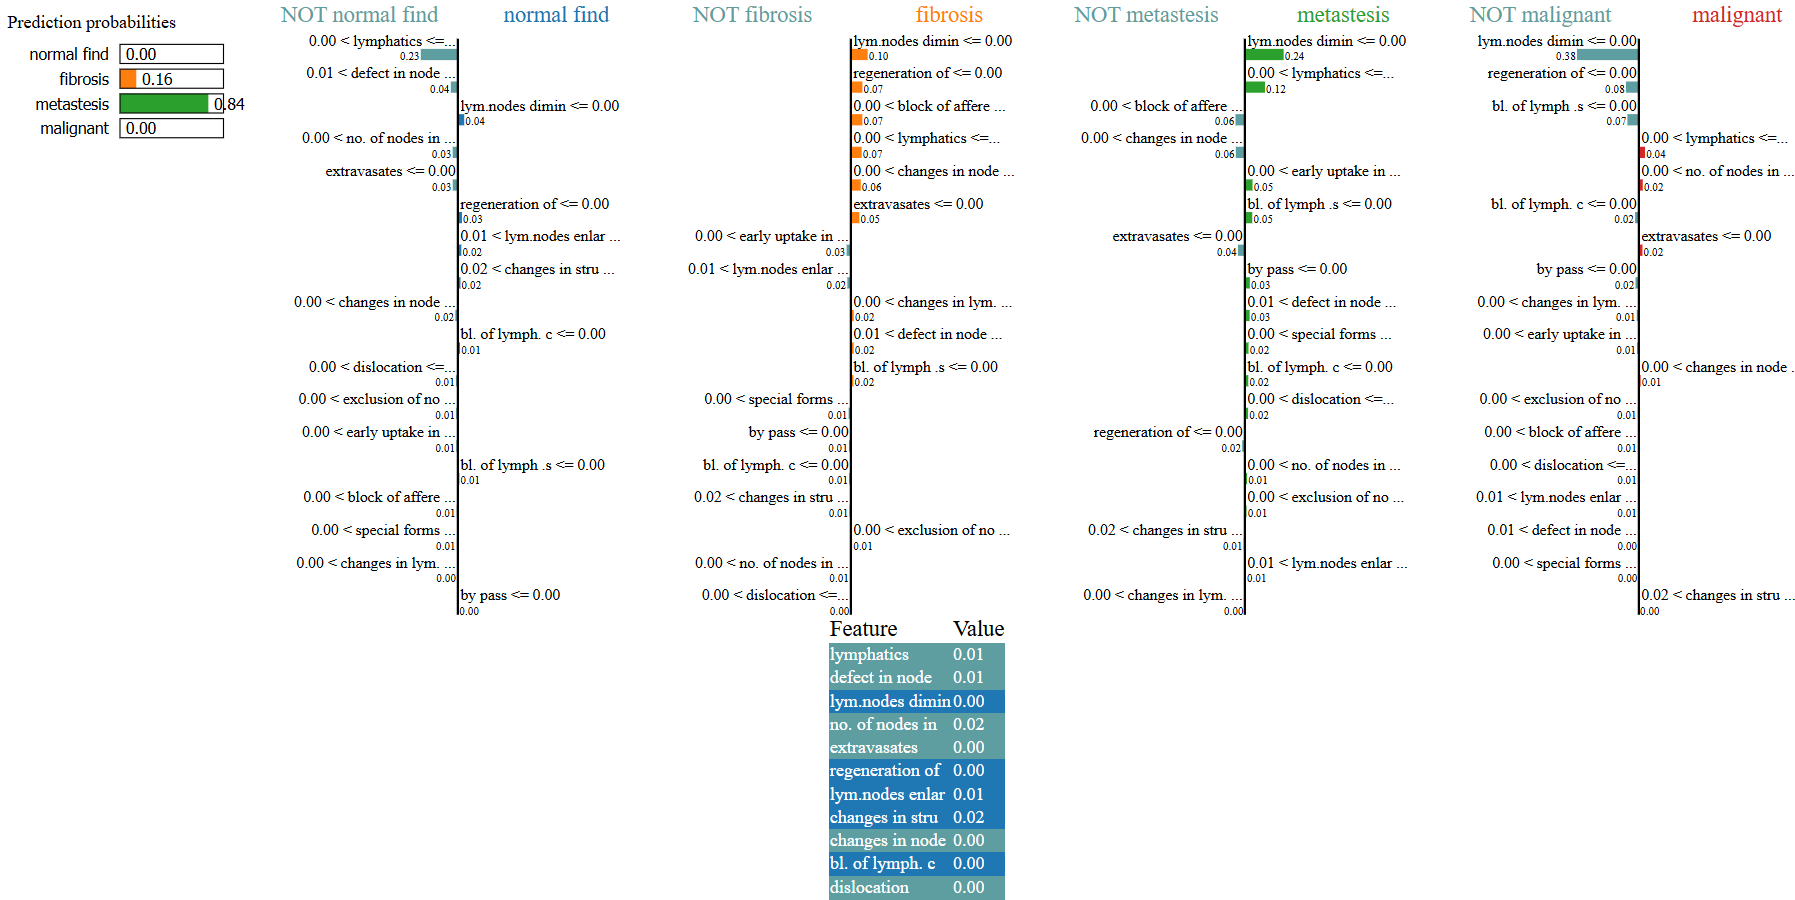 Prediction probabilities
normal find 0.00
fibrosis 0.16
metastesis 0.84
malignant 0.00
NOT normal find normal find
0.00 < lymphatics <=...
0.23
0.01 < defect in node ...
0.04
lym.nodes dimin <= 0.00
0.04
0.00 < no. of nodes in ...
0.03
extravasates <= 0.00
0.03
regeneration of <= 0.00
0.03
0.01 < lym.nodes enlar ...
0.02
0.02 < changes in stru ...
0.02
0.00 < changes in node ...
0.02
bl. of lymph. c <= 0.00
0.01
0.00 < dislocation <=...
0.01
0.00 < exclusion of no ...
0.01
0.00 < early uptake in ...
0.01
bl. of lymph .s <= 0.00
0.01
0.00 < block of affere ...
0.01
0.00 < special forms ...
0.01
0.00 < changes in lym. ...
0.00
by pass <= 0.00
0.00
NOT fibrosis fibrosis
lym.nodes dimin <= 0.00
0.10
regeneration of <= 0.00
0.07
0.00 < block of affere ...
0.07
0.00 < lymphatics <=...
0.07
0.00 < changes in node ...
0.06
extravasates <= 0.00
0.05
0.00 < early uptake in ...
0.03
0.01 < lym.nodes enlar ...
0.02
0.00 < changes in lym. ...
0.02
0.01 < defect in node ...
0.02
bl. of lymph .s <= 0.00
0.02
0.00 < special forms ...
0.01
by pass <= 0.00
0.01
bl. of lymph. c <= 0.00
0.01
0.02 < changes in stru ...
0.01
0.00 < exclusion of no ...
0.01
0.00 < no. of nodes in ...
0.01
0.00 < dislocation <=...
0.00
NOT metastesis metastesis
lym.nodes dimin <= 0.00
0.24
0.00 < lymphatics <=...
0.12
0.00 < block of affere ...
0.06
0.00 < changes in node ...
0.06
0.00 < early uptake in ...
0.05
bl. of lymph .s <= 0.00
0.05
extravasates <= 0.00
0.04
by pass <= 0.00
0.03
0.01 < defect in node ...
0.03
0.00 < special forms ...
0.02
bl. of lymph. c <= 0.00
0.02
0.00 < dislocation <=...
0.02
regeneration of <= 0.00
0.02
0.00 < no. of nodes in ...
0.01
0.00 < exclusion of no ...
0.01
0.02 < changes in stru ...
0.01
0.01 < lym.nodes enlar ...
0.01
0.00 < changes in lym. ...
0.00
NOT malignant malignant
lym.nodes dimin <= 0.00
0.38
regeneration of <= 0.00
0.08
bl. of lymph .s <= 0.00
0.07
0.00 < lymphatics <=...
0.04
0.00 < no. of nodes in ...
0.02
bl. of lymph. c <= 0.00
0.02
extravasates <= 0.00
0.02
by pass <= 0.00
0.02
0.00 < changes in lym. ...
0.01
0.00 < early uptake in ...
0.01
0.00 < changes in node .
0.01
0.00 < exclusion of no ...
0.01
0.00 < block of affere ...
0.01
0.00 < dislocation <=...
0.01
0.01 < lym.nodes enlar ...
0.01
0.01 < defect in node ...
0.00
0.00 < special forms ...
0.00
0.02 < changes in stru ...
0.00
Feature Value
lymphatics 0.01
defect in node 0.01
lym.nodes dimin 0.00
no. of nodes in 0.02
extravasates 0.00
regeneration of 0.00
lym.nodes enlar 0.01
changes in stru 0.02
changes in node 0.00
bl. of lymph. c 0.00
dislocation 0.00